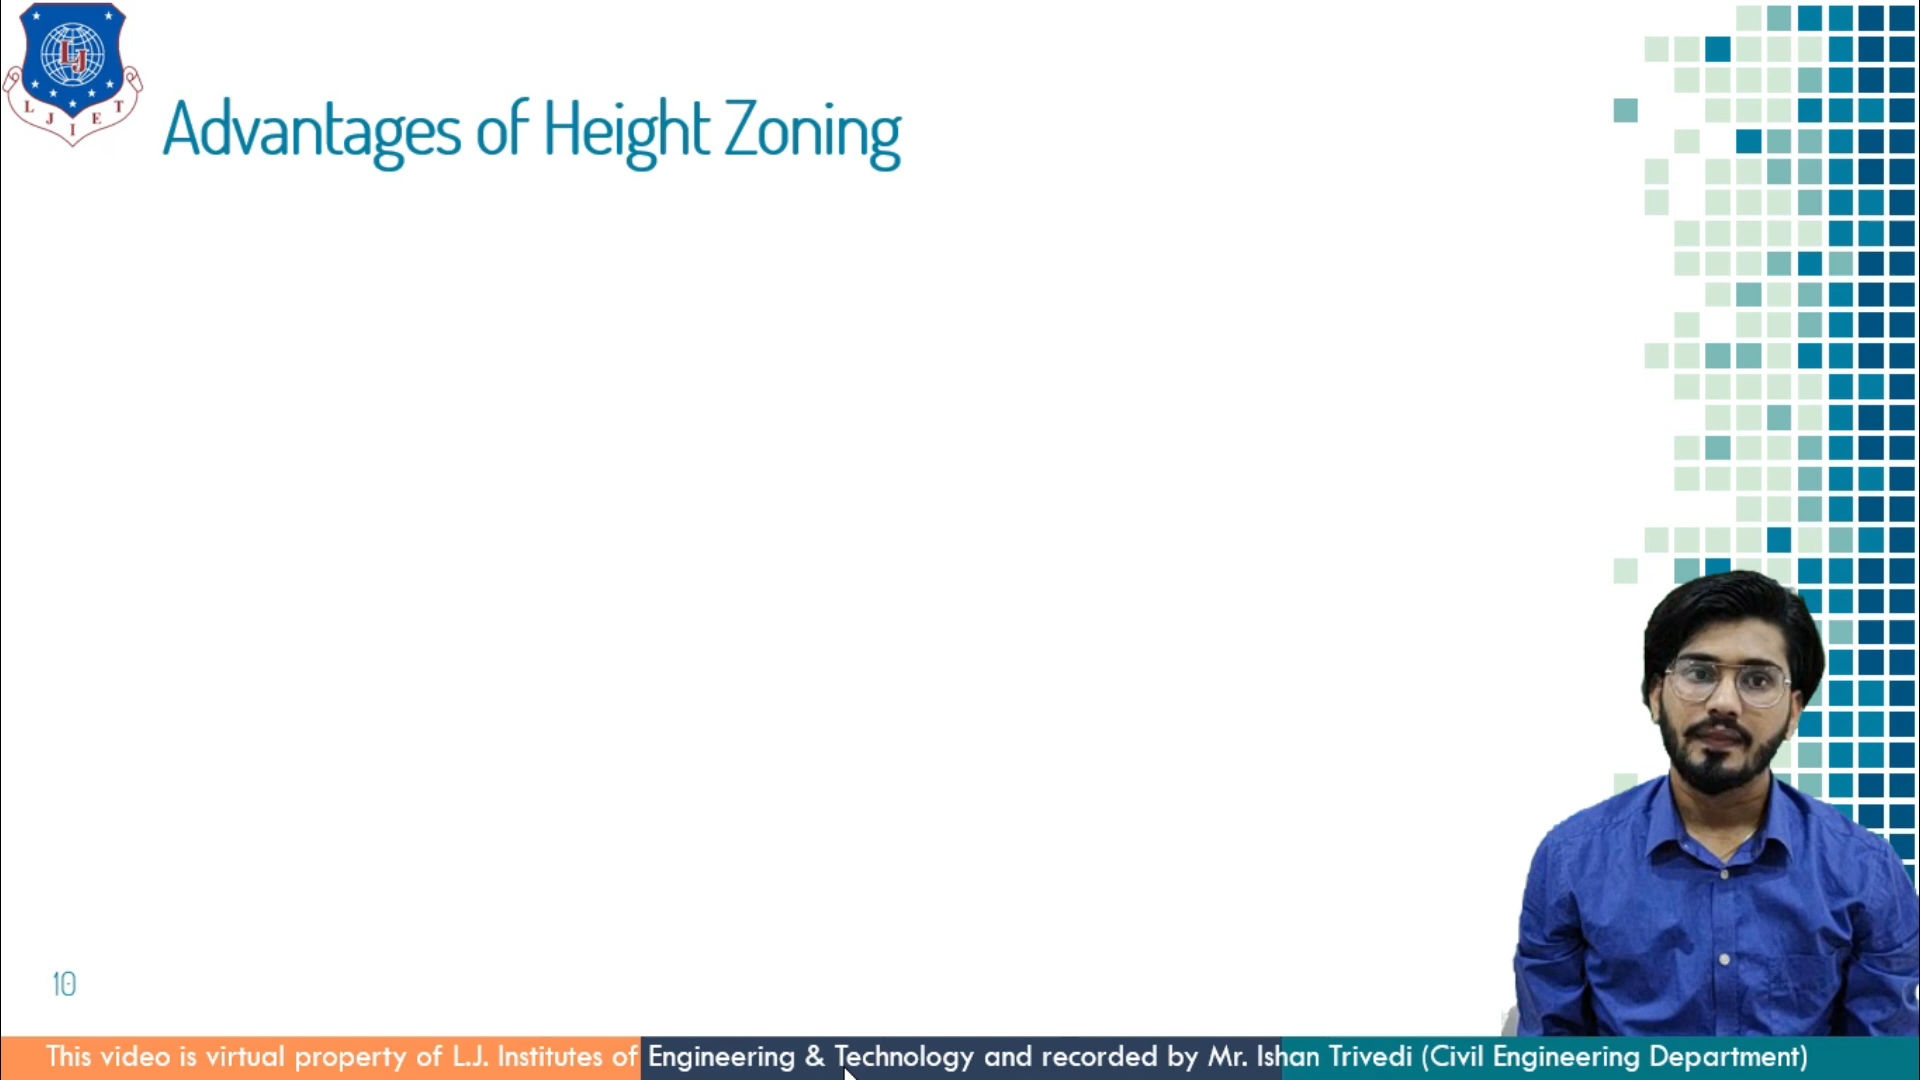 LJ
L J I E T
Advantages of Height Zoning
10
This video is virtual property of L.J. Institutes of Engineering & Technology and recorded by Mr. Ishan Trivedi (Civil Engineering Department)